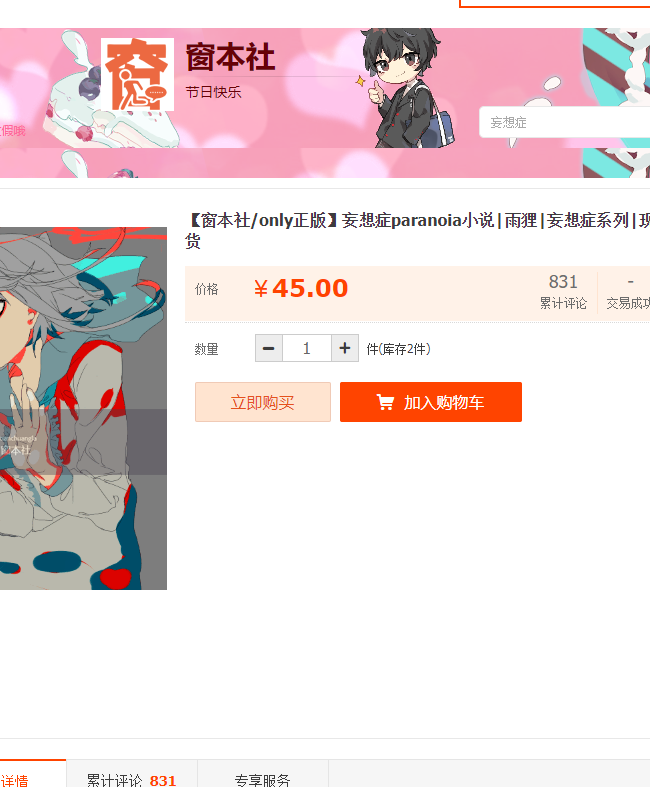 窗本社
节日快乐
假哦
妄想症
【窗本社/only正版】妄想症paranoia小说|雨狸|妄想症系列|现
货
价格
￥45.00
831
累计评论
-
交易成功
数量
− 1 + 件(库存2件)
立即购买
加入购物车
窗本社
详情
累计评论 831
专享服务